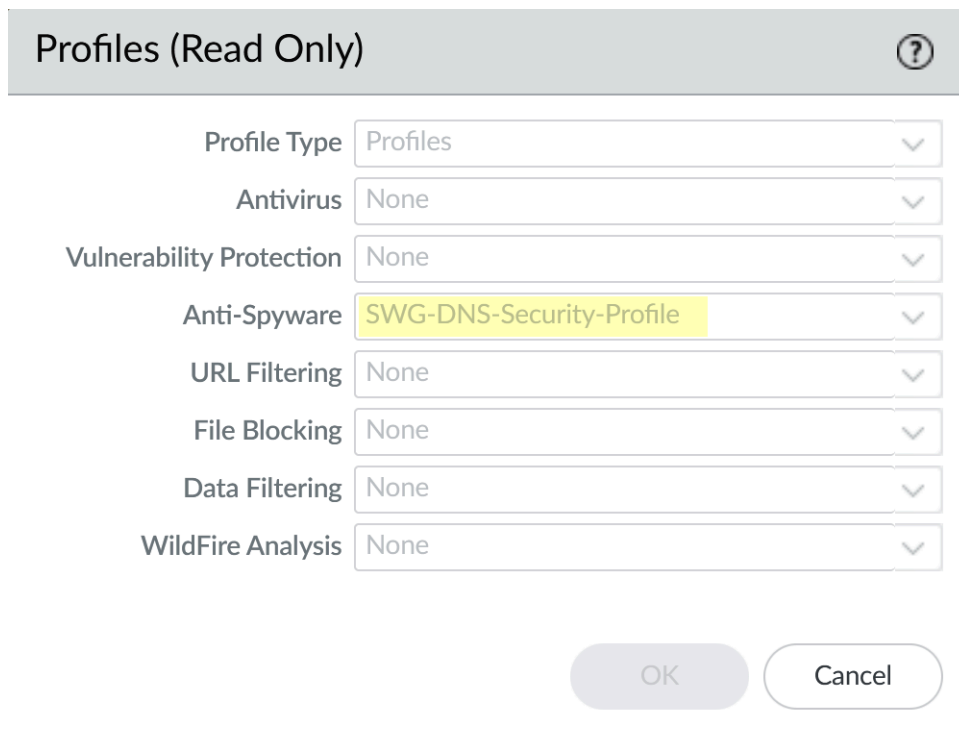 Profiles (Read Only)
?
Profile Type Profiles
Antivirus None
Vulnerability Protection None
Anti-Spyware SWG-DNS-Security-Profile
URL Filtering None
File Blocking None
Data Filtering None
WildFire Analysis None
OK Cancel